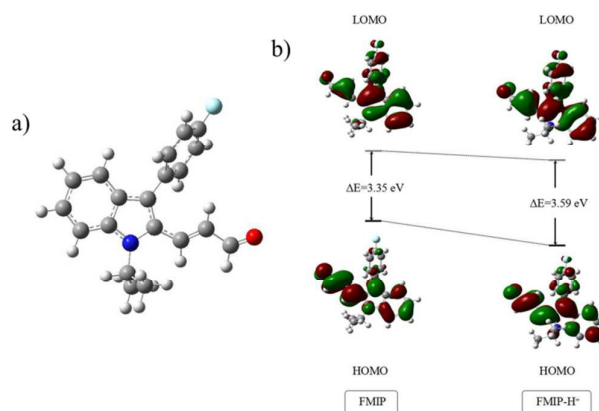 a)
b)
LOMO LOMO
ΔE=3.35 eV
ΔE=3.59 eV
HOMO HOMO
FMIP FMIP-H⁺